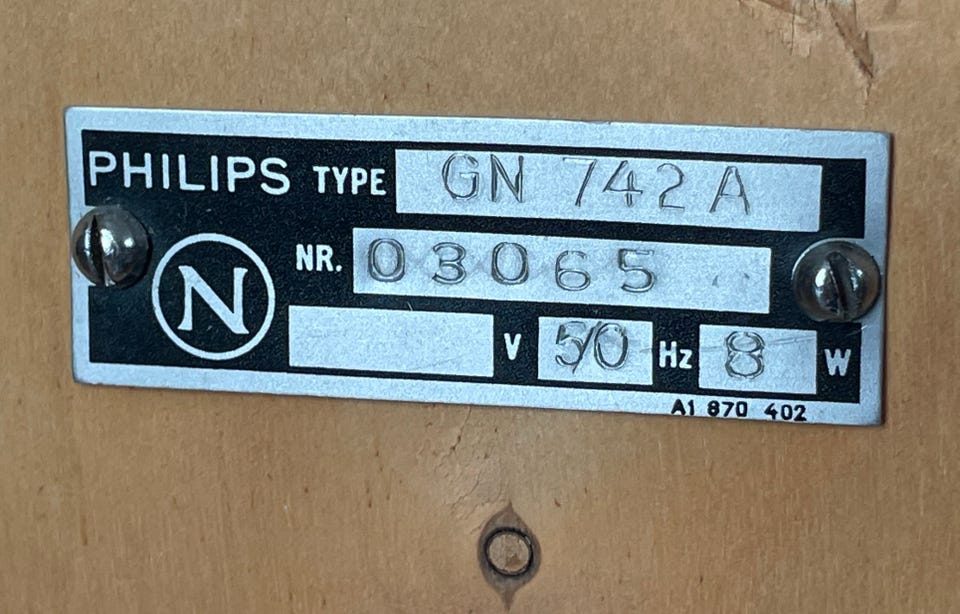 PHILIPS TYPE GN 742 A
NR. 03065
N
V 50 Hz 8 W
A1 870 402